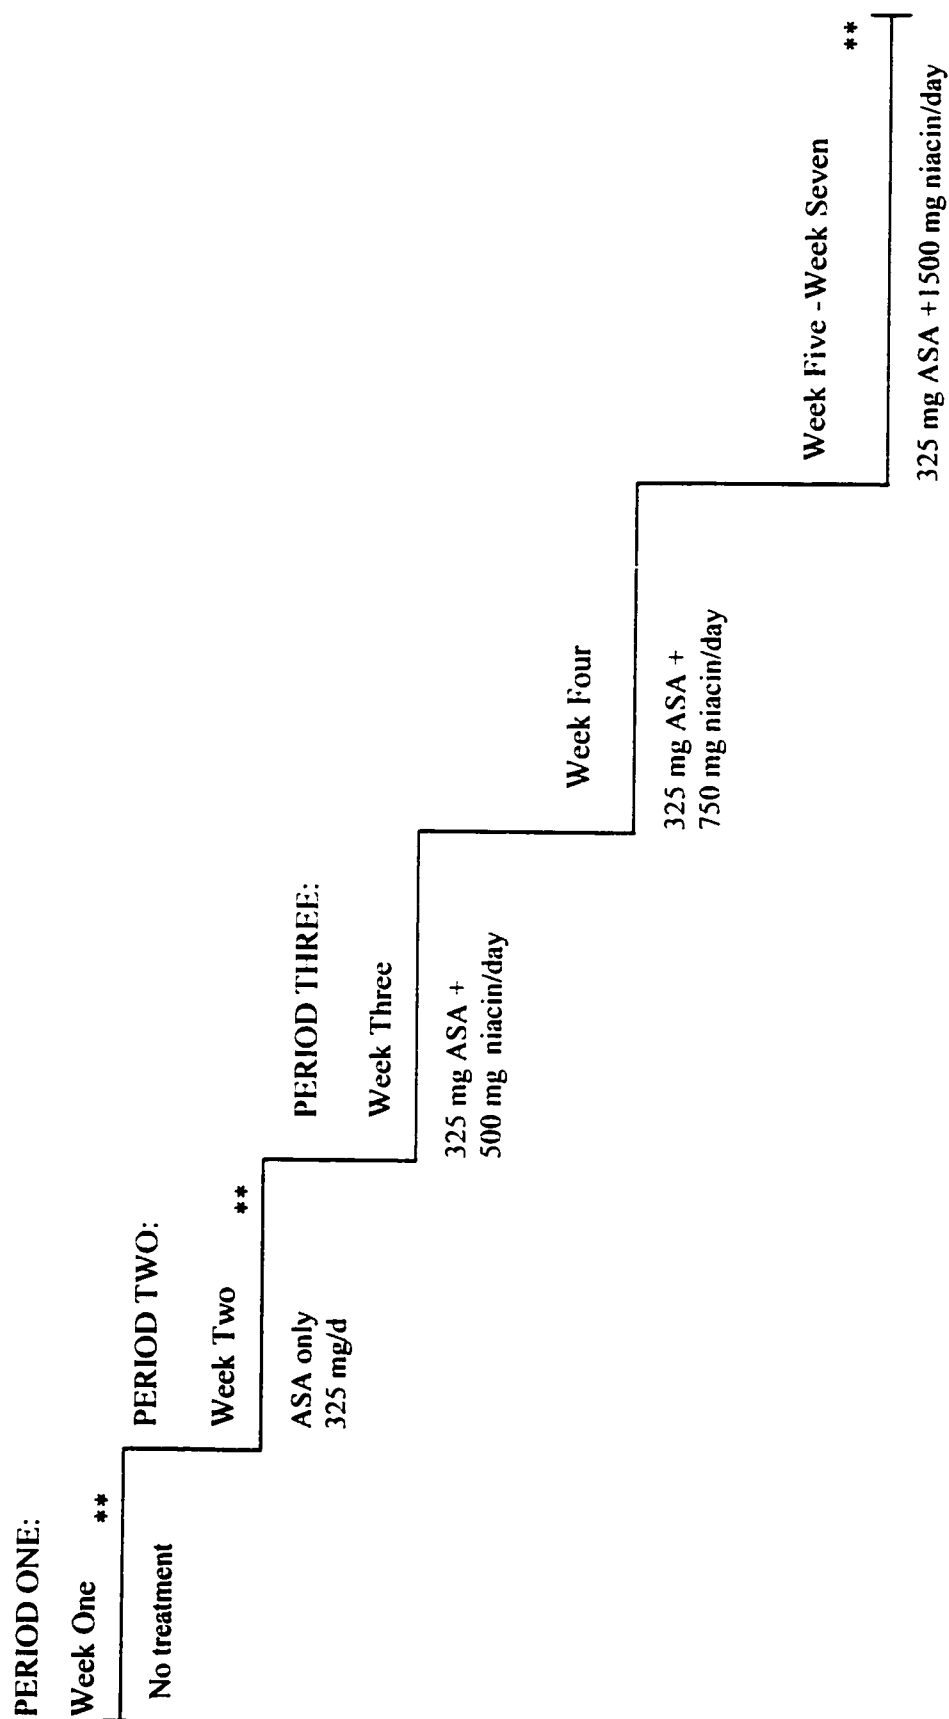 PERIOD ONE:
Week One
**
No treatment
PERIOD TWO:
Week Two
**
ASA only
325 mg/d
PERIOD THREE:
Week Three
325 mg ASA +
500 mg niacin/day
Week Four
325 mg ASA +
750 mg niacin/day
Week Five - Week Seven
**
325 mg ASA +1500 mg niacin/day